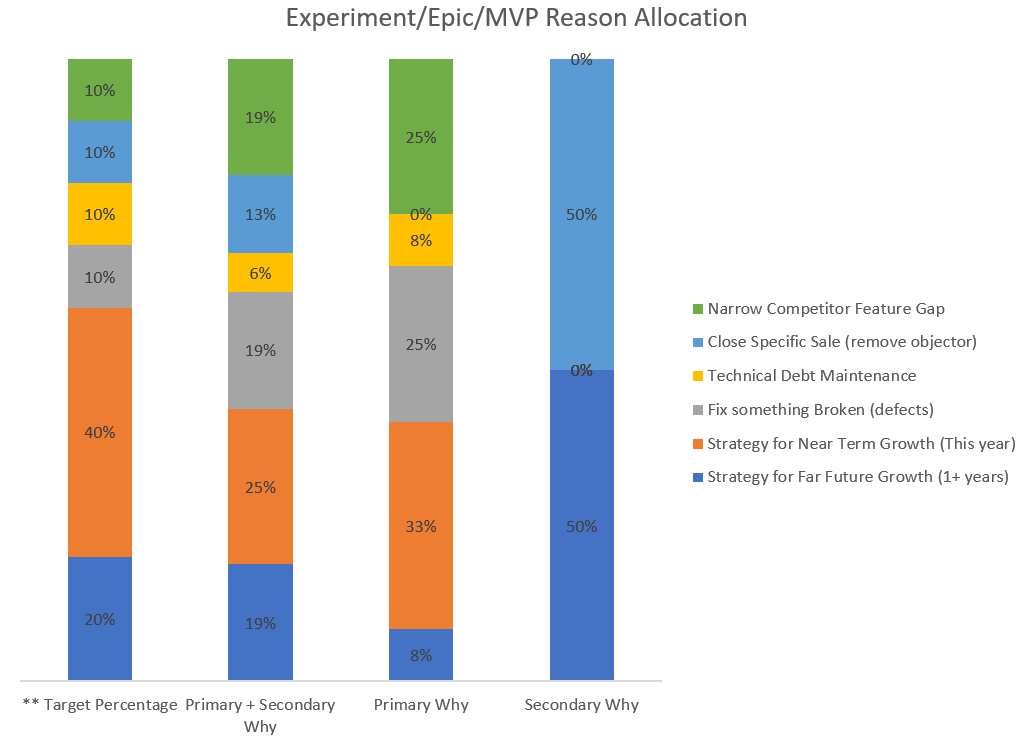 Experiment/Epic/MVP Reason Allocation
10%
10%
10%
10%
40%
20%
19%
13%
6%
19%
25%
19%
25%
0%
8%
25%
33%
8%
0%
50%
0%
50%
Narrow Competitor Feature Gap
Close Specific Sale (remove objector)
Technical Debt Maintenance
Fix something Broken (defects)
Strategy for Near Term Growth (This year)
Strategy for Far Future Growth (1+ years)
** Target Percentage
Primary + Secondary
Why
Primary Why
Secondary Why